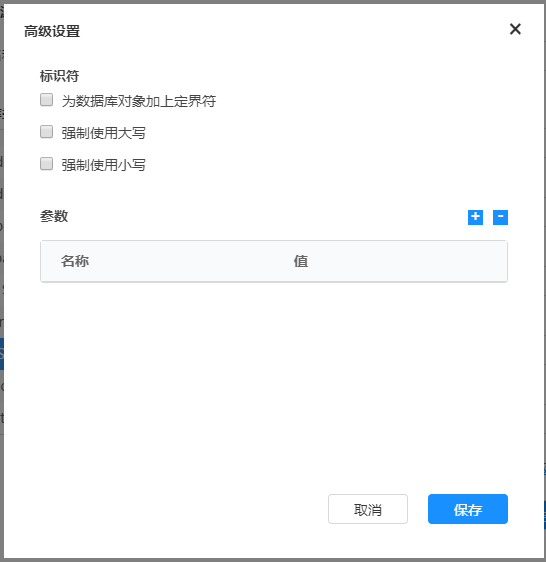 高级设置 ×
标识符
为数据库对象加上定界符
强制使用大写
强制使用小写
参数 + -
名称 值
取消 保存